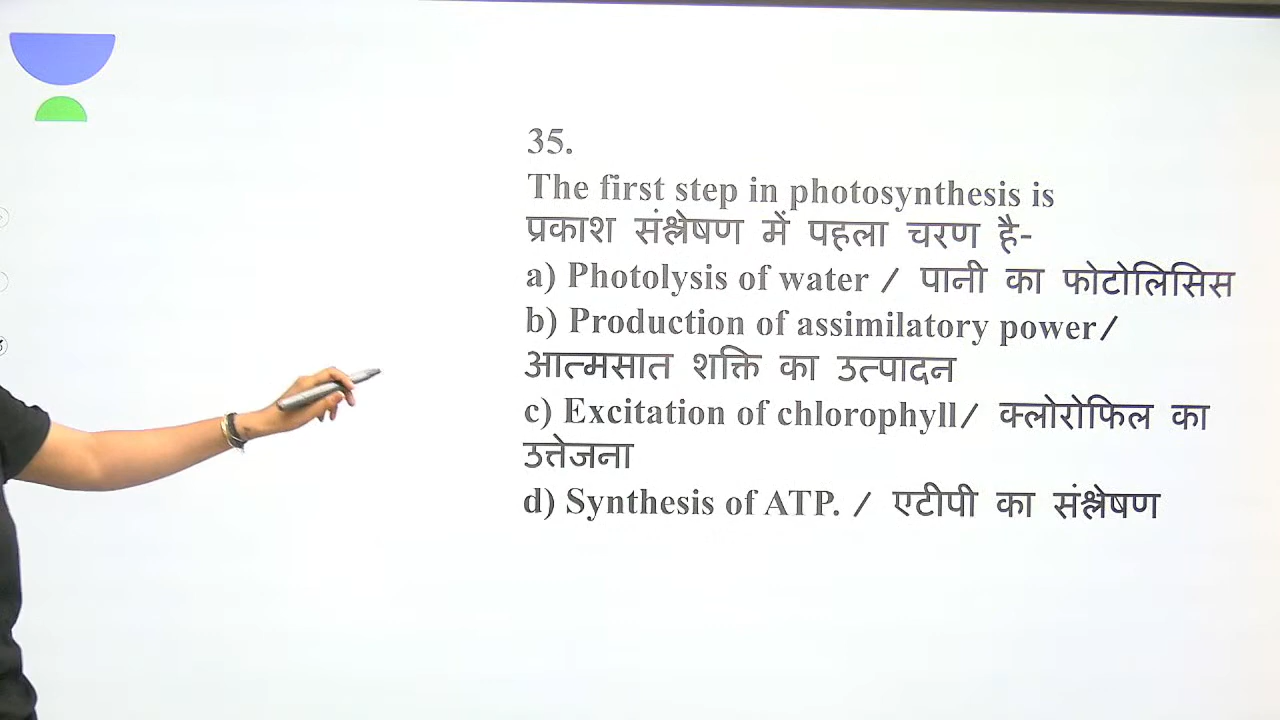 35.
The first step in photosynthesis is
प्रकाश संश्लेषण में पहला चरण है-
a) Photolysis of water / पानी का फोटोलिसिस
b) Production of assimilatory power/
आत्मसात शक्ति का उत्पादन
c) Excitation of chlorophyll/ क्लोरोफिल का
उत्तेजना
d) Synthesis of ATP. / एटीपी का संश्लेषण